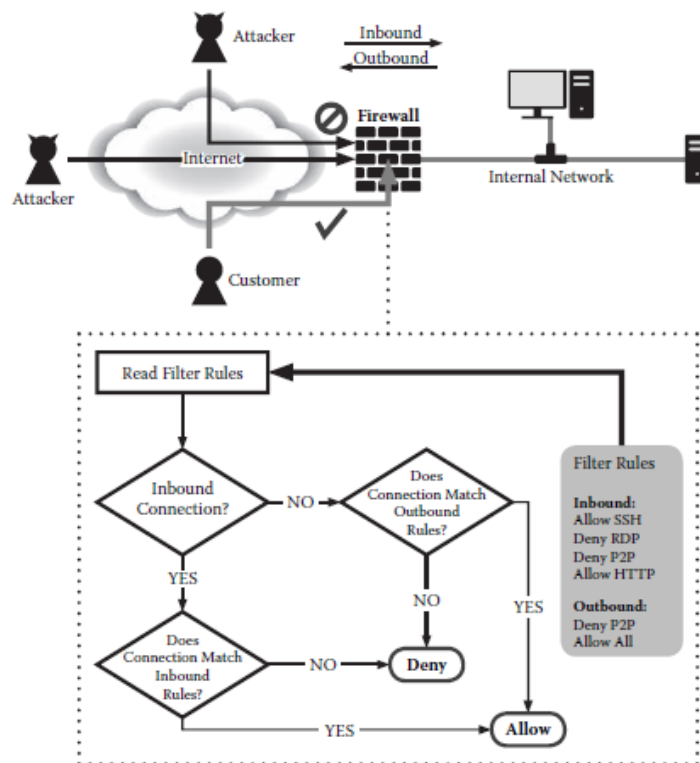 Attacker
Inbound
Outbound
Firewall
Internet
Attacker
Internal Network
Customer
Read Filter Rules
Filter Rules
Inbound:
Allow SSH
Deny RDP
Deny P2P
Allow HTTP
Outbound:
Deny P2P
Allow All
Inbound
Connection?
NO
Does
Connection Match
Outbound
Rules?
YES
NO
YES
Does
Connection Match
Inbound
Rules?
NO
Deny
YES
Allow